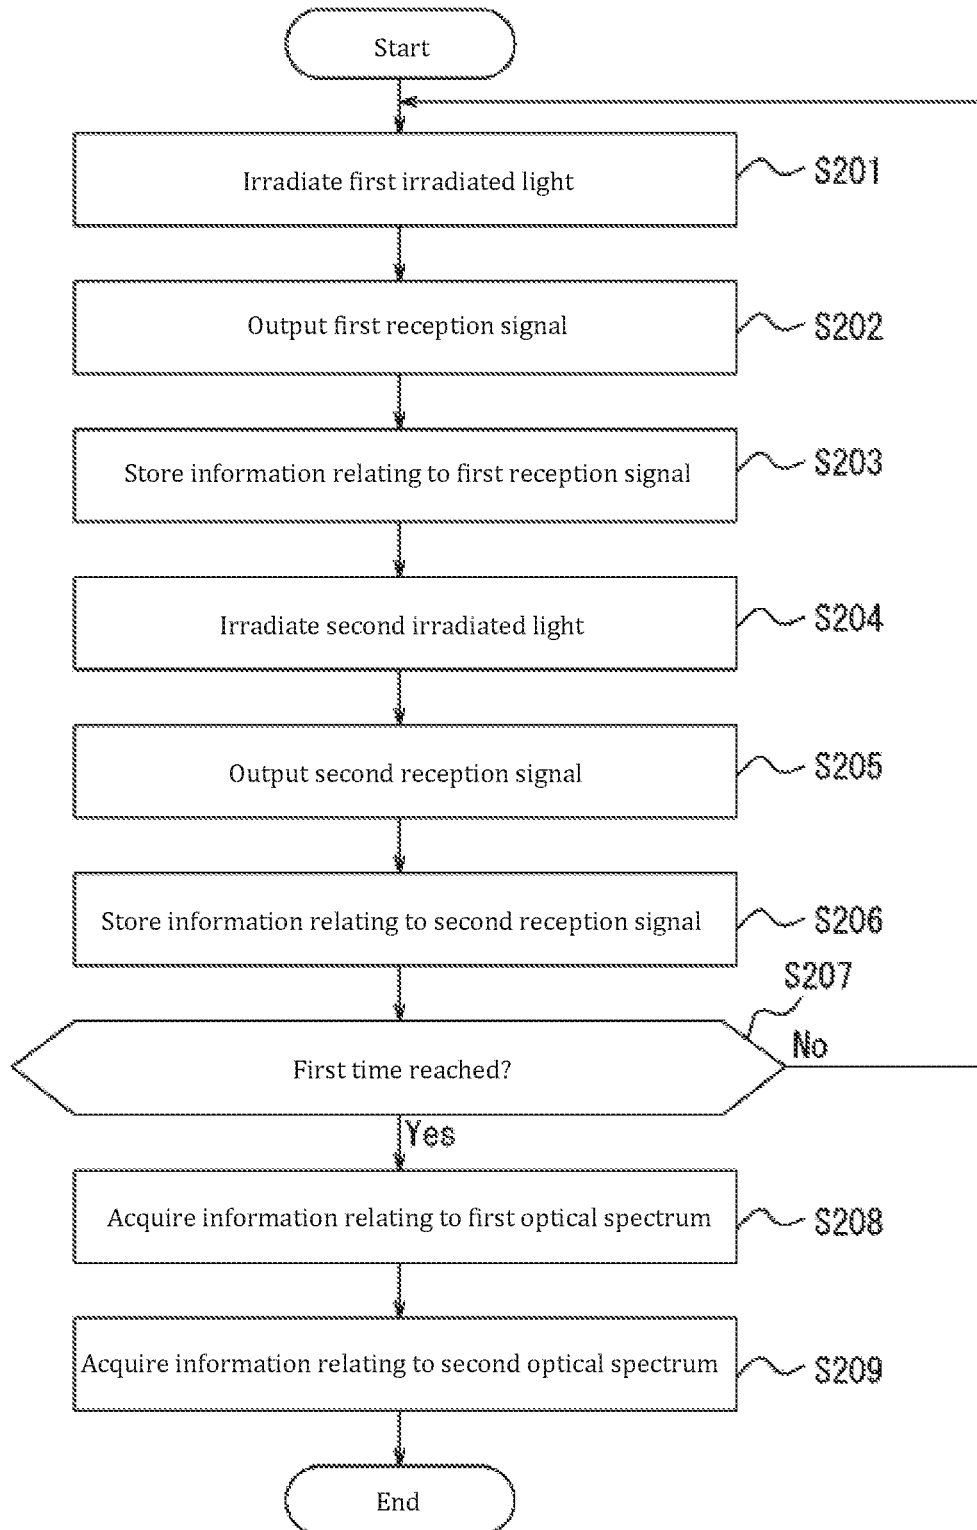 Start
Irradiate first irradiated light
S201
Output first reception signal
S202
Store information relating to first reception signal
S203
Irradiate second irradiated light
S204
Output second reception signal
S205
Store information relating to second reception signal
S206
S207
First time reached?
No
Yes
Acquire information relating to first optical spectrum
S208
Acquire information relating to second optical spectrum
S209
End